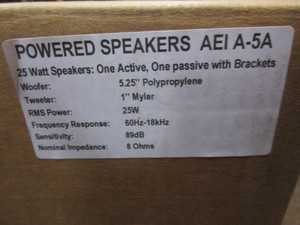 POWERED SPEAKERS AEI A-5A
25 Watt Speakers: One Active, One passive with Brackets
Woofer: 5.25" Polypropylene
Tweeter: 1" Mylar
RMS Power: 25W
Frequency Response: 60Hz-18kHz
Sensitivity: 89dB
Nominal Impedance: 8 Ohms